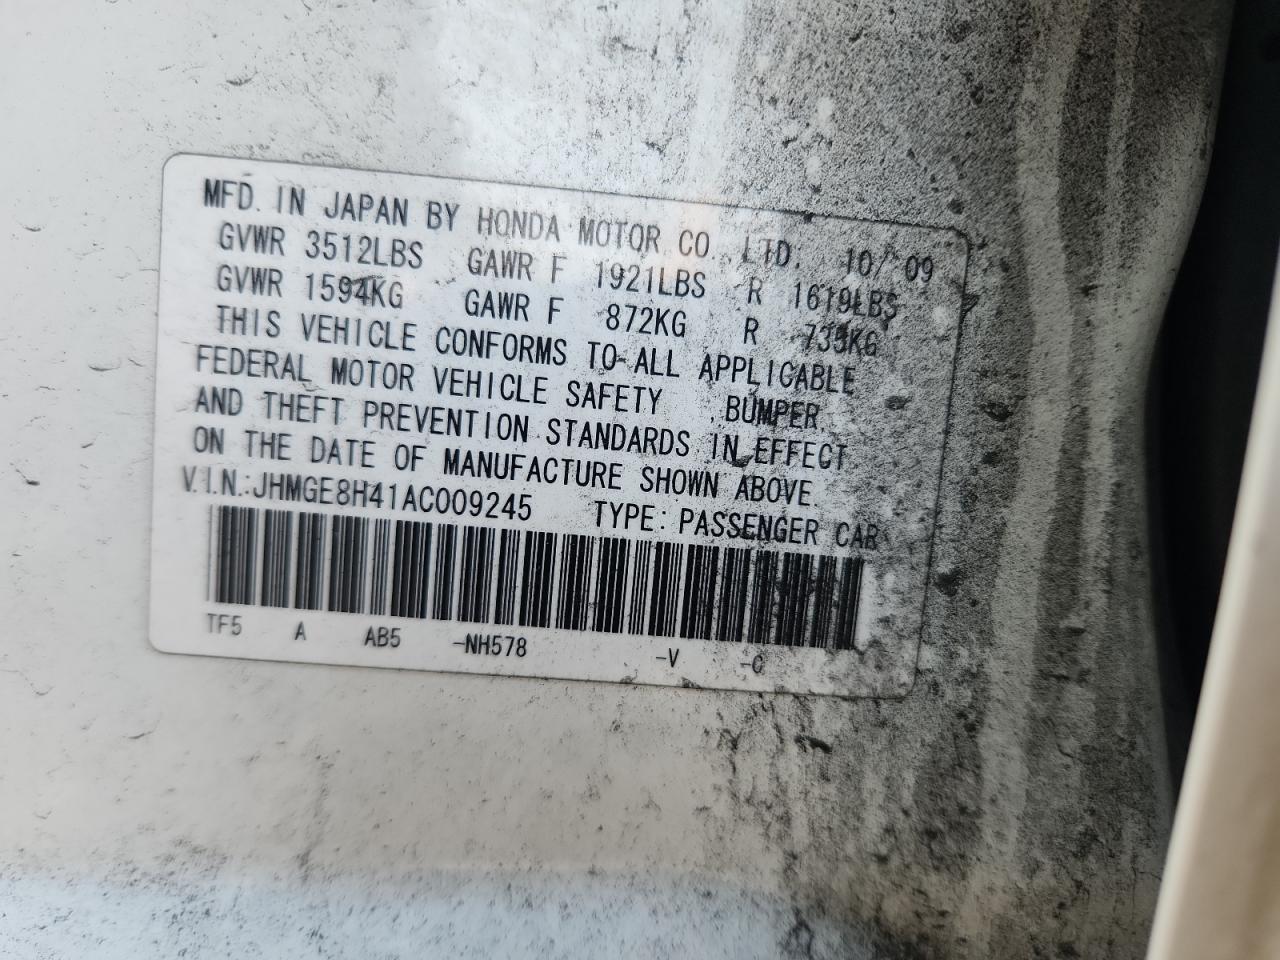 MFD. IN JAPAN BY HONDA MOTOR CO., LTD. 10/ 09
GVWR 3512LBS GAWR F 1921LBS R 1619LBS
GVWR 1594KG GAWR F 872KG R 735KG
THIS VEHICLE CONFORMS TO ALL APPLICABLE
FEDERAL MOTOR VEHICLE SAFETY , BUMPER,
AND THEFT PREVENTION STANDARDS IN EFFECT
ON THE DATE OF MANUFACTURE SHOWN ABOVE.
V.I.N.:JHMGE8H41AC009245 TYPE: PASSENGER CAR
TF5 A AB5 -NH578 -V -C